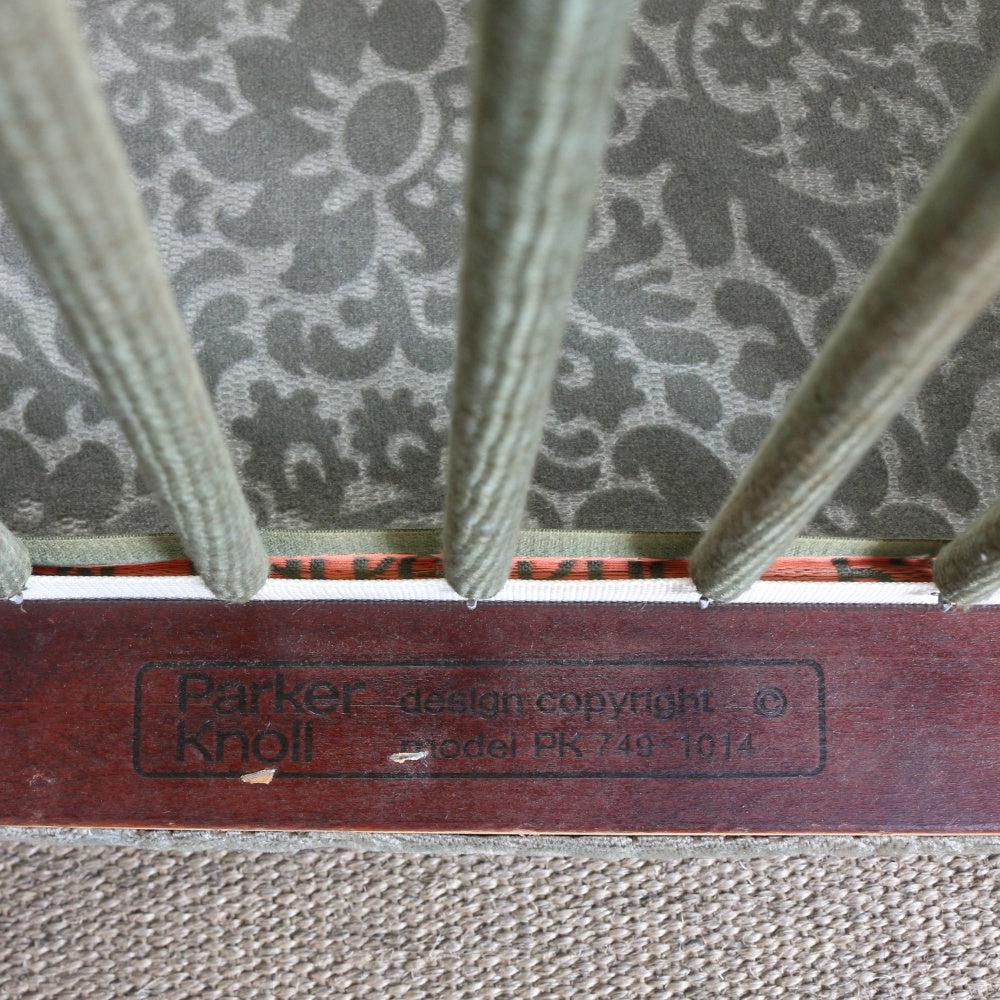 Parker Knoll
design copyright ©
model PK 749-1014